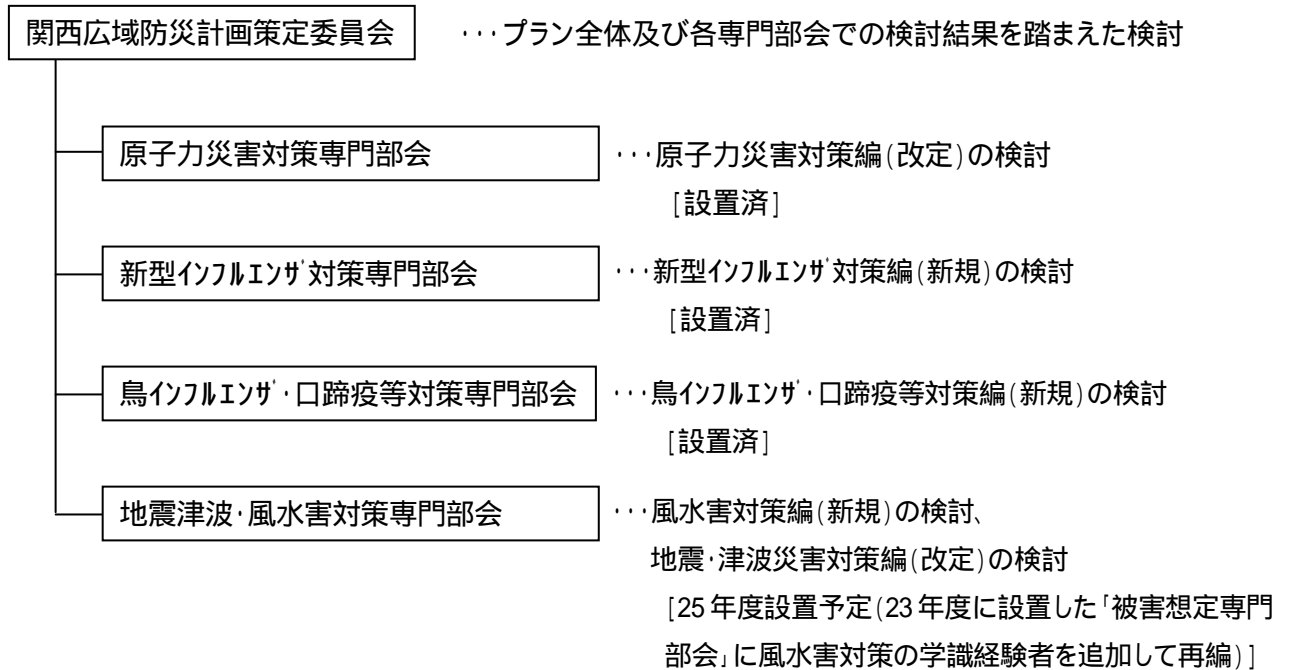 関西広域防災計画策定委員会 ･･･プラン全体及び各専門部会での検討結果を踏まえた検討
原子力災害対策専門部会 ･･･原子力災害対策編(改定)の検討
[設置済]
新型ｲﾝﾌﾙｴﾝｻﾞ対策専門部会 ･･･新型ｲﾝﾌﾙｴﾝｻﾞ対策編(新規)の検討
[設置済]
鳥ｲﾝﾌﾙｴﾝｻﾞ･口蹄疫等対策専門部会 ･･･鳥ｲﾝﾌﾙｴﾝｻﾞ･口蹄疫等対策編(新規)の検討
[設置済]
地震津波･風水害対策専門部会 ･･･風水害対策編(新規)の検討、
地震･津波災害対策編(改定)の検討
[25年度設置予定(23年度に設置した｢被害想定専門
部会｣に風水害対策の学識経験者を追加して再編)]